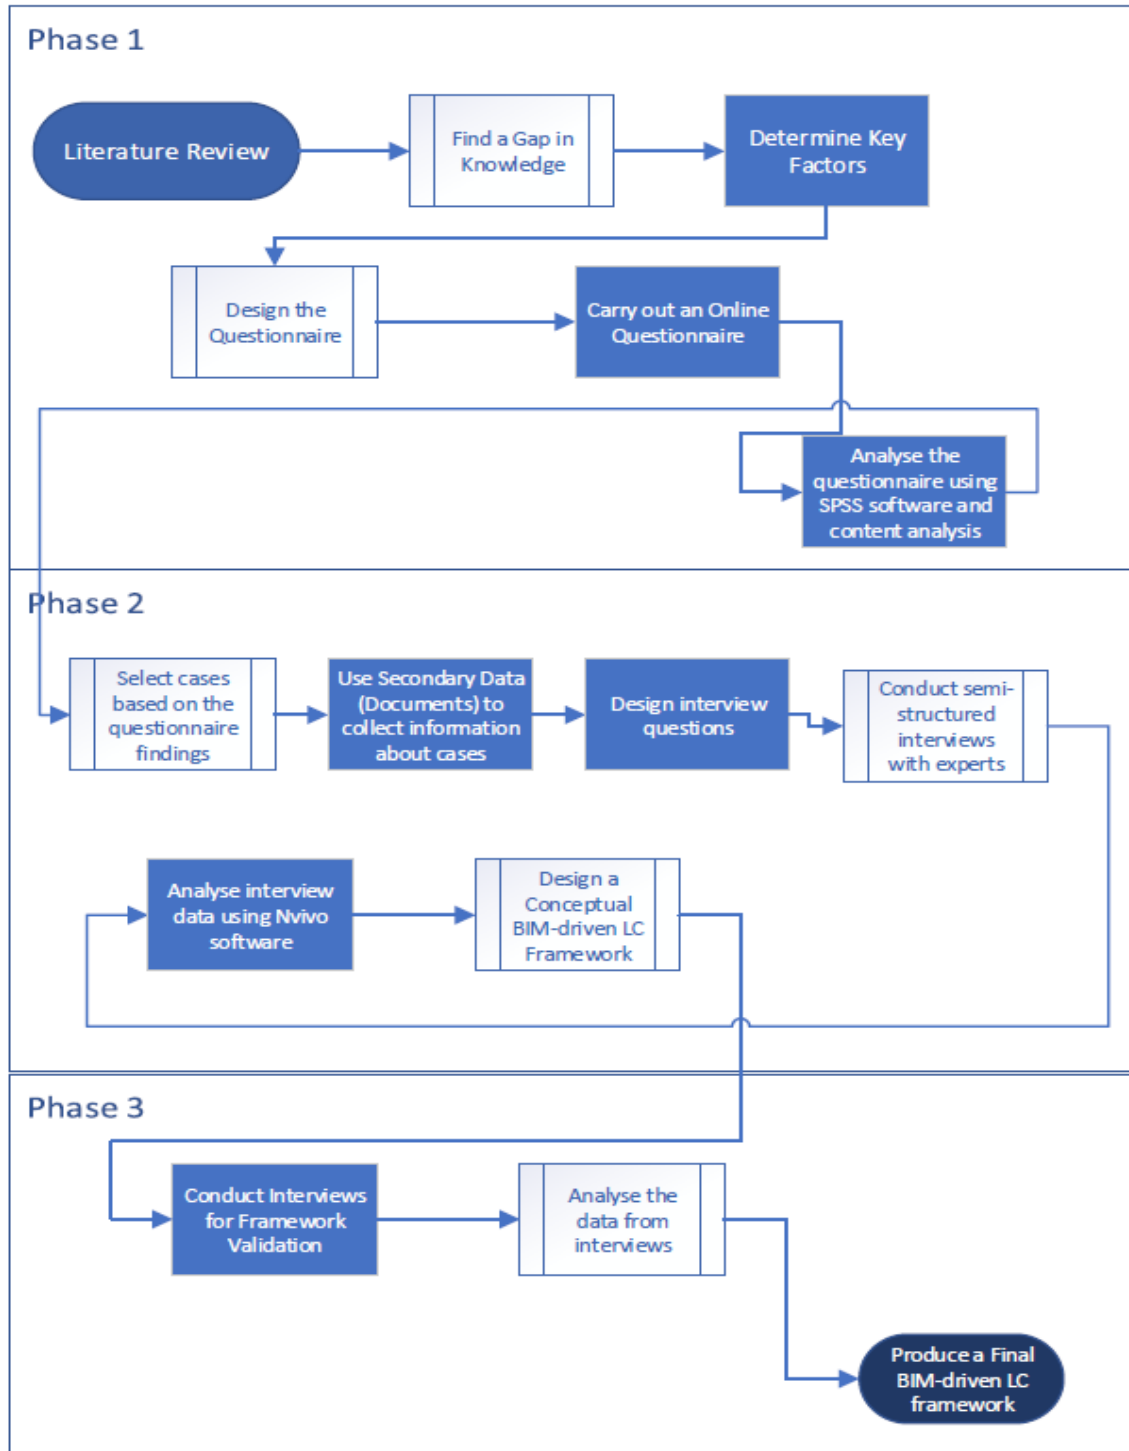 Phase 1
Literature Review
Find a Gap in
Knowledge
Determine Key
Factors
Design the
Questionnaire
Carry out an Online
Questionnaire
Analyse the
questionnaire using
SPSS software and
content analysis
Phase 2
Select cases
based on the
questionnaire
findings
Use Secondary Data
(Documents) to
collect information
about cases
Design interview
questions
Conduct semi-
structured
interviews
with experts
Analyse interview
data using Nvivo
software
Design a
Conceptual
BIM-driven LC
Framework
Phase 3
Conduct Interviews
for Framework
Validation
Analyse the
data from
interviews
Produce a Final
BIM-driven LC
framework